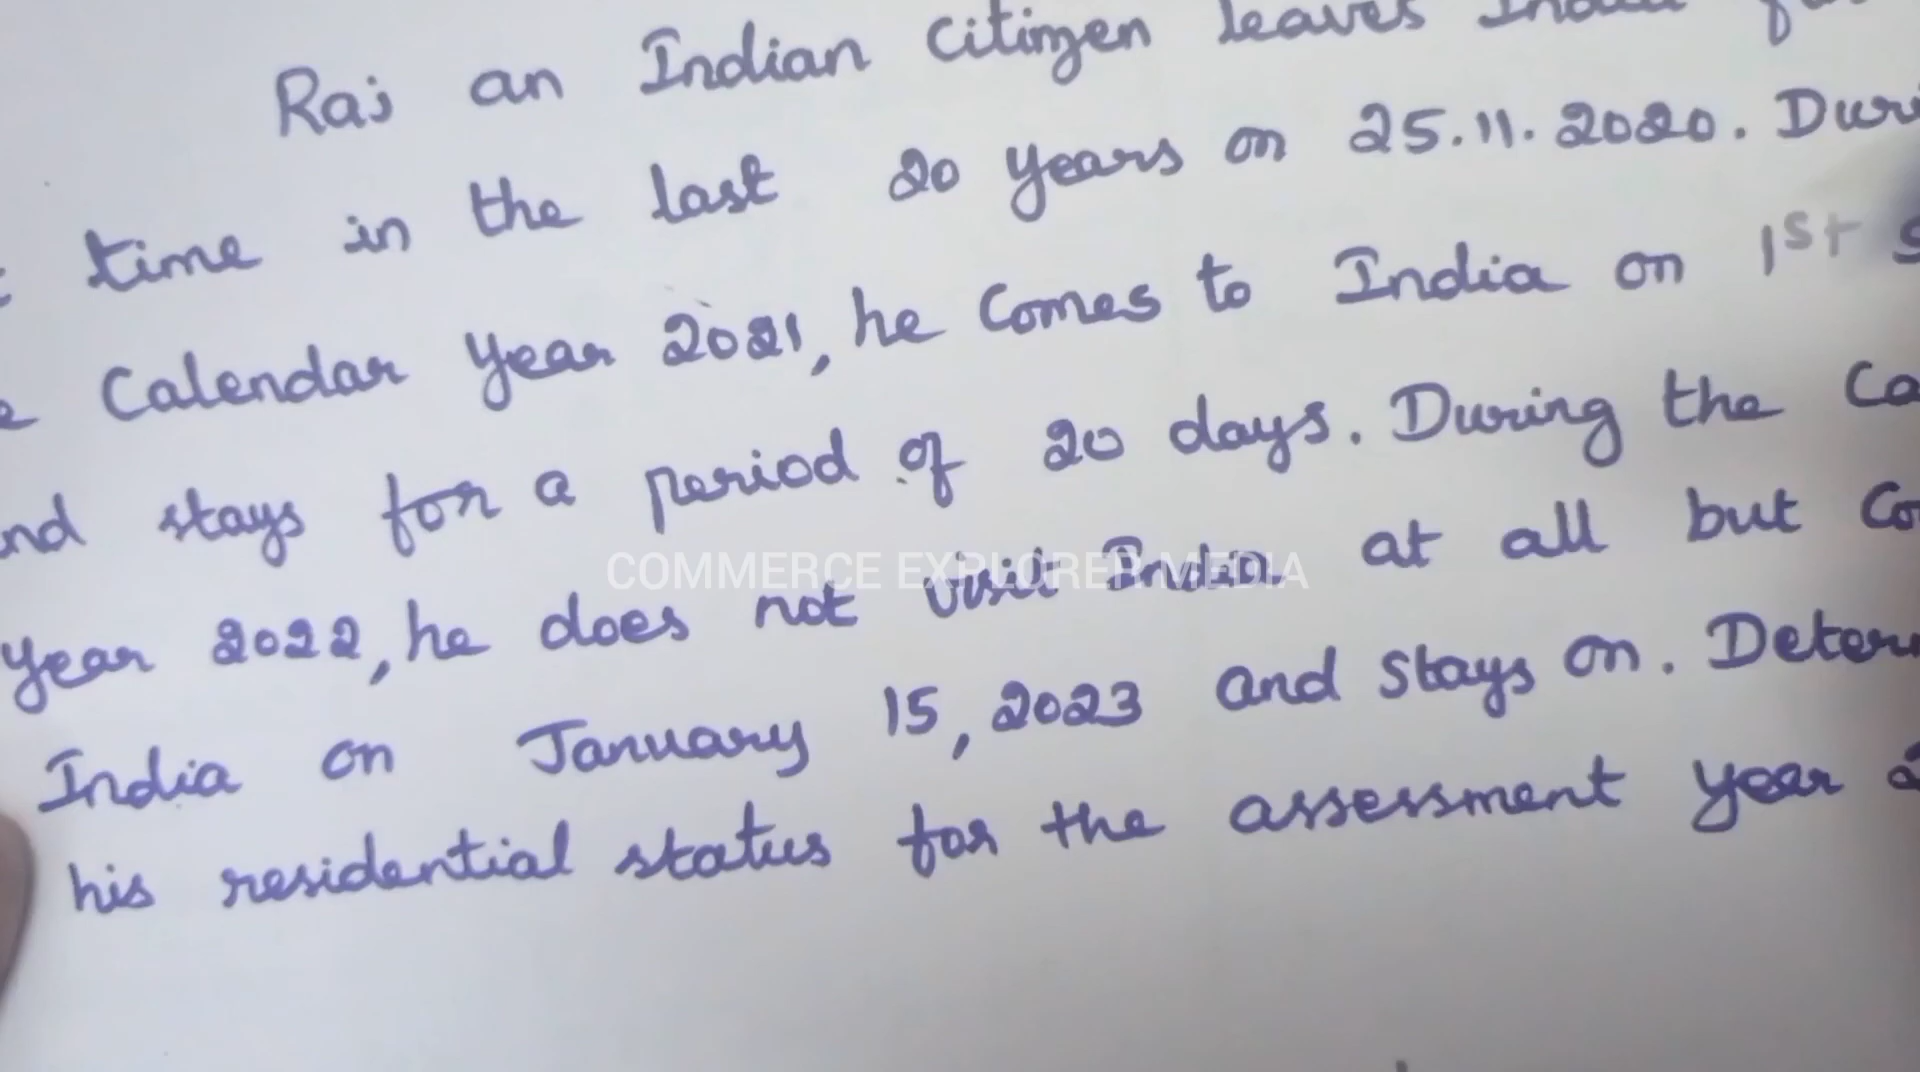 Raj an Indian citizen leaves India
time in the last 20 years on 25.11.2020. Duri
Calendar year 2021, he Comes to India on 1st S
nd stays for a period of 20 days. During the Ca
year 2022, he does not visit India at all but Co
India on January 15, 2023 and stays on. Determ
his residential status for the assessment year
COMMERCE EXPLORER MEDIA